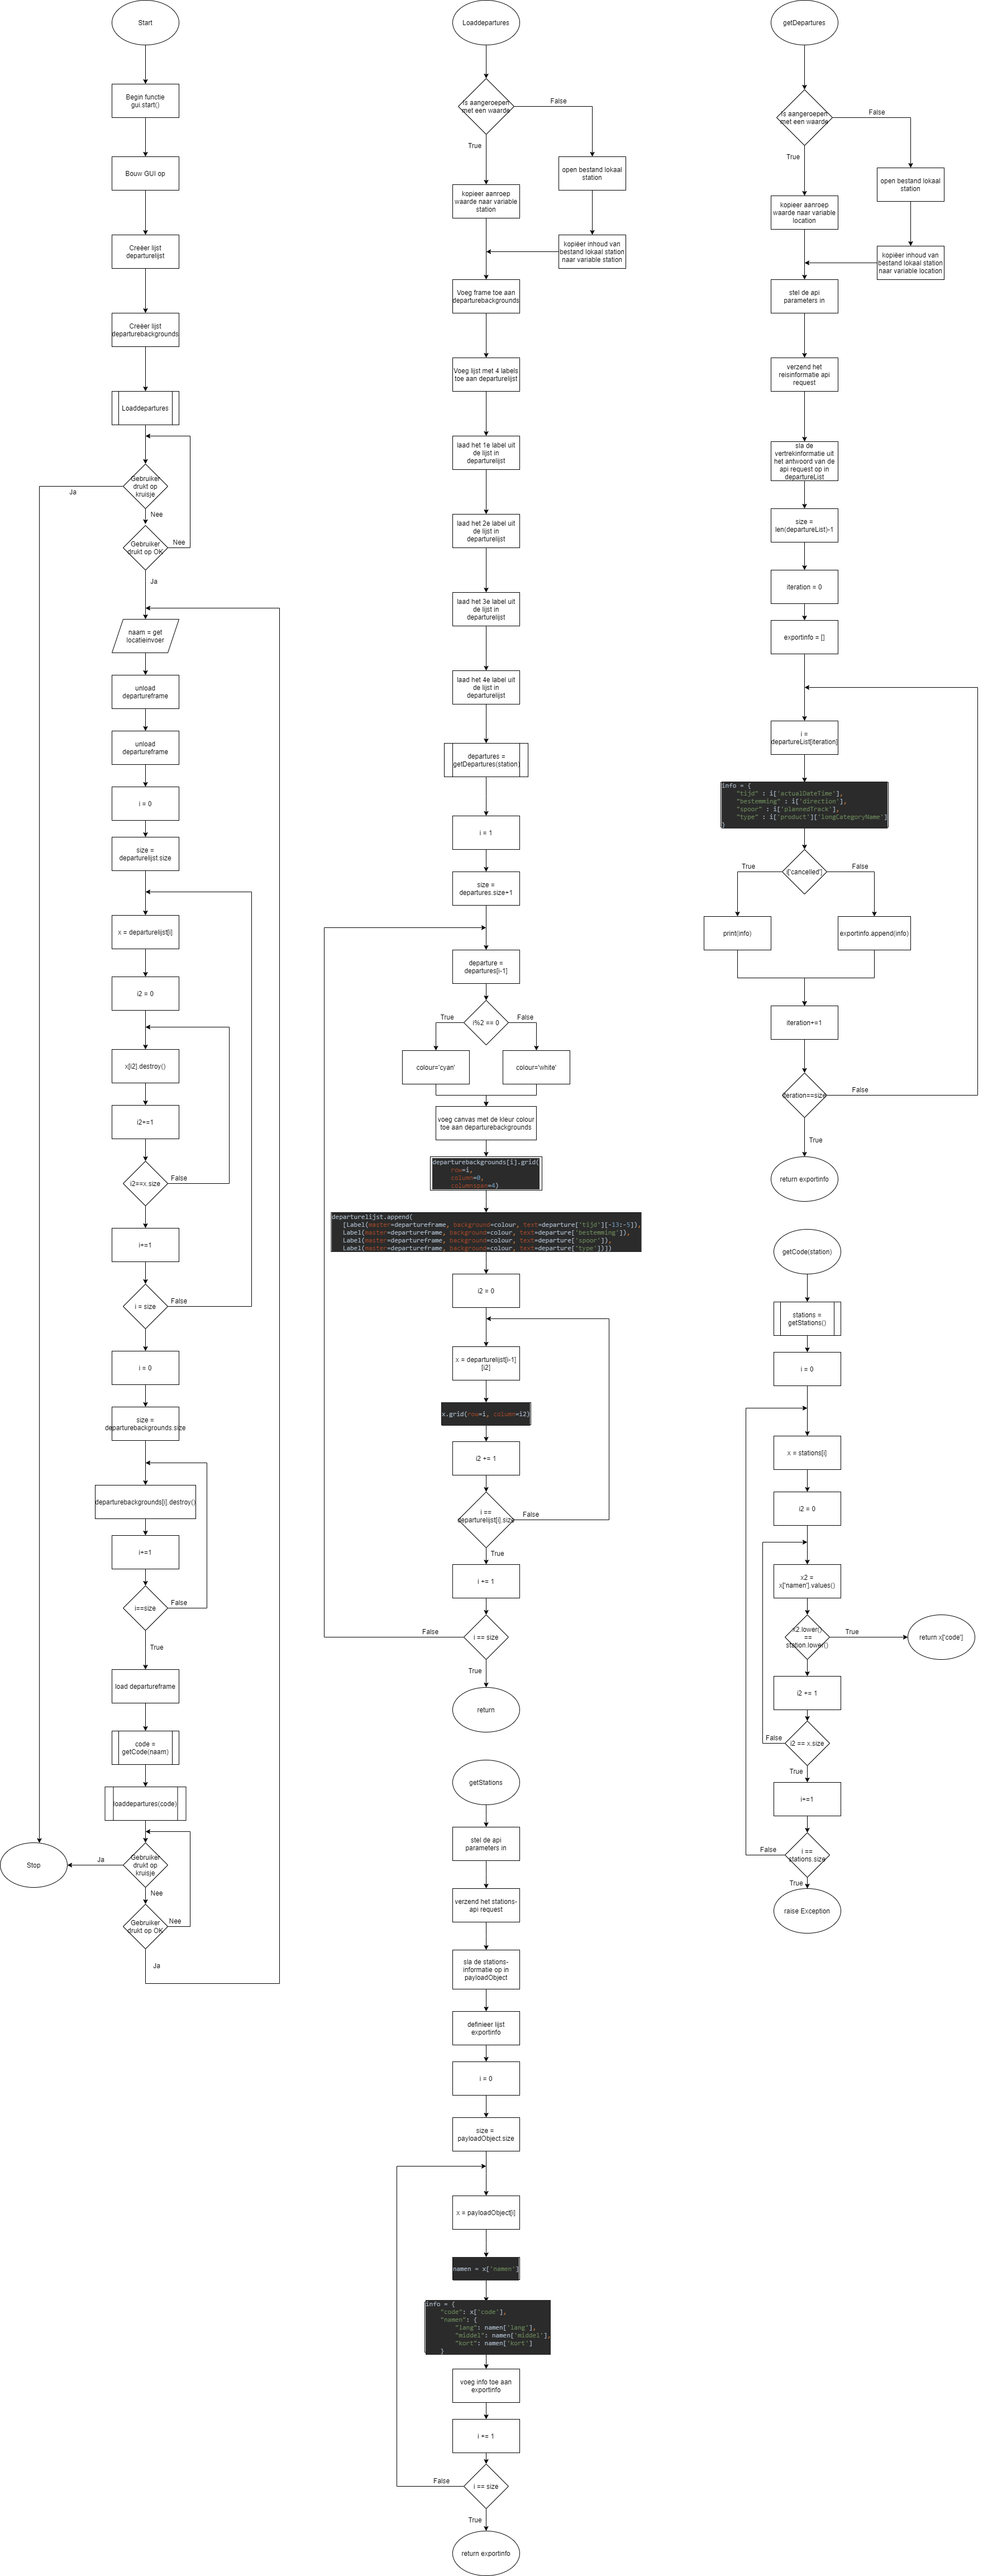 Start
Begin functie
gui.start()
Bouw GUI op
Creëer lijst
departurelijst
Creëer lijst
departurebackgrounds
Loaddepartures
Gebruiker
drukt op
kruisje
Ja
Nee
Gebruiker
drukt op OK
Nee
Ja
naam = get
locatieinvoer
unload
departureframe
unload
departureframe
i = 0
size =
departurelijst.size
x = departurelijst[i]
i2 = 0
x[i2].destroy()
i2+=1
i2==x.size
False
i+=1
i = size
False
i = 0
size =
departurebackgrounds.size
departurebackgrounds[i].destroy()
i+=1
i==size
False
True
load departureframe
code =
getCode(naam)
loaddepartures(code)
Gebruiker
drukt op
kruisje
Ja
Stop
Nee
Gebruiker
drukt op OK
Nee
Ja
Loaddepartures
Is aangeroepen
met een waarde
False
True
open bestand lokaal
station
kopieer aanroep
waarde naar variable
station
kopiëer inhoud van
bestand lokaal station
naar variable station
Voeg frame toe aan
departurebackgrounds
Voeg lijst met 4 labels
toe aan departurelijst
laad het 1e label uit
de lijst in
departurelijst
laad het 2e label uit
de lijst in
departurelijst
laad het 3e label uit
de lijst in
departurelijst
laad het 4e label uit
de lijst in
departurelijst
departures =
getDepartures(station)
i = 1
size =
departures.size+1
departure =
departures[i-1]
i%2 == 0
True
False
colour='cyan'
colour='white'
voeg canvas met de kleur colour
toe aan departurebackgrounds
departurebackgrounds[i].grid(
row=i,
column=0,
columnspan=4)
departurelijst.append(
[Label(master=departureframe, background=colour, text=departure['tijd'][-13:-5]),
Label(master=departureframe, background=colour, text=departure['bestemming']),
Label(master=departureframe, background=colour, text=departure['spoor']),
Label(master=departureframe, background=colour, text=departure['type'])])
i2 = 0
x = departurelijst[i-1]
[i2]
x.grid(row=i, column=i2)
i2 += 1
i ==
departurelijst[i].size
False
True
i += 1
i == size
False
True
return
getStations
stel de api
parameters in
verzend het stations-
api request
sla de stations-
informatie op in
payloadObject
definieer lijst
exportinfo
i = 0
size =
payloadObject.size
x = payloadObject[i]
namen = x['namen']
info = {
"code": x['code'],
"namen": {
"lang": namen['lang'],
"middel": namen['middel'],
"kort": namen['kort']
}
voeg info toe aan
exportinfo
i += 1
i == size
False
True
return exportinfo
getDepartures
Is aangeroepen
met een waarde
False
True
open bestand lokaal
station
kopieer aanroep
waarde naar variable
location
kopiëer inhoud van
bestand lokaal station
naar variable location
stel de api
parameters in
verzend het
reisinformatie api
request
sla de
vertrekinformatie uit
het antwoord van de
api request op in
departureList
size =
len(departureList)-1
iteration = 0
exportinfo = []
i =
departureList[iteration]
info = {
"tijd" : i['actualDateTime'],
"bestemming" : i['direction'],
"spoor" : i['plannedTrack'],
"type" : i['product']['longCategoryName']
}
i['cancelled']
True
False
print(info)
exportinfo.append(info)
iteration+=1
iteration==size
False
True
return exportinfo
getCode(station)
stations =
getStations()
i = 0
x = stations[i]
i2 = 0
x2 =
x['namen'].values()
x2.lower()
==
station.lower()
True
return x['code']
i2 += 1
i2 == x.size
False
True
i+=1
i ==
stations.size
False
True
raise Exception